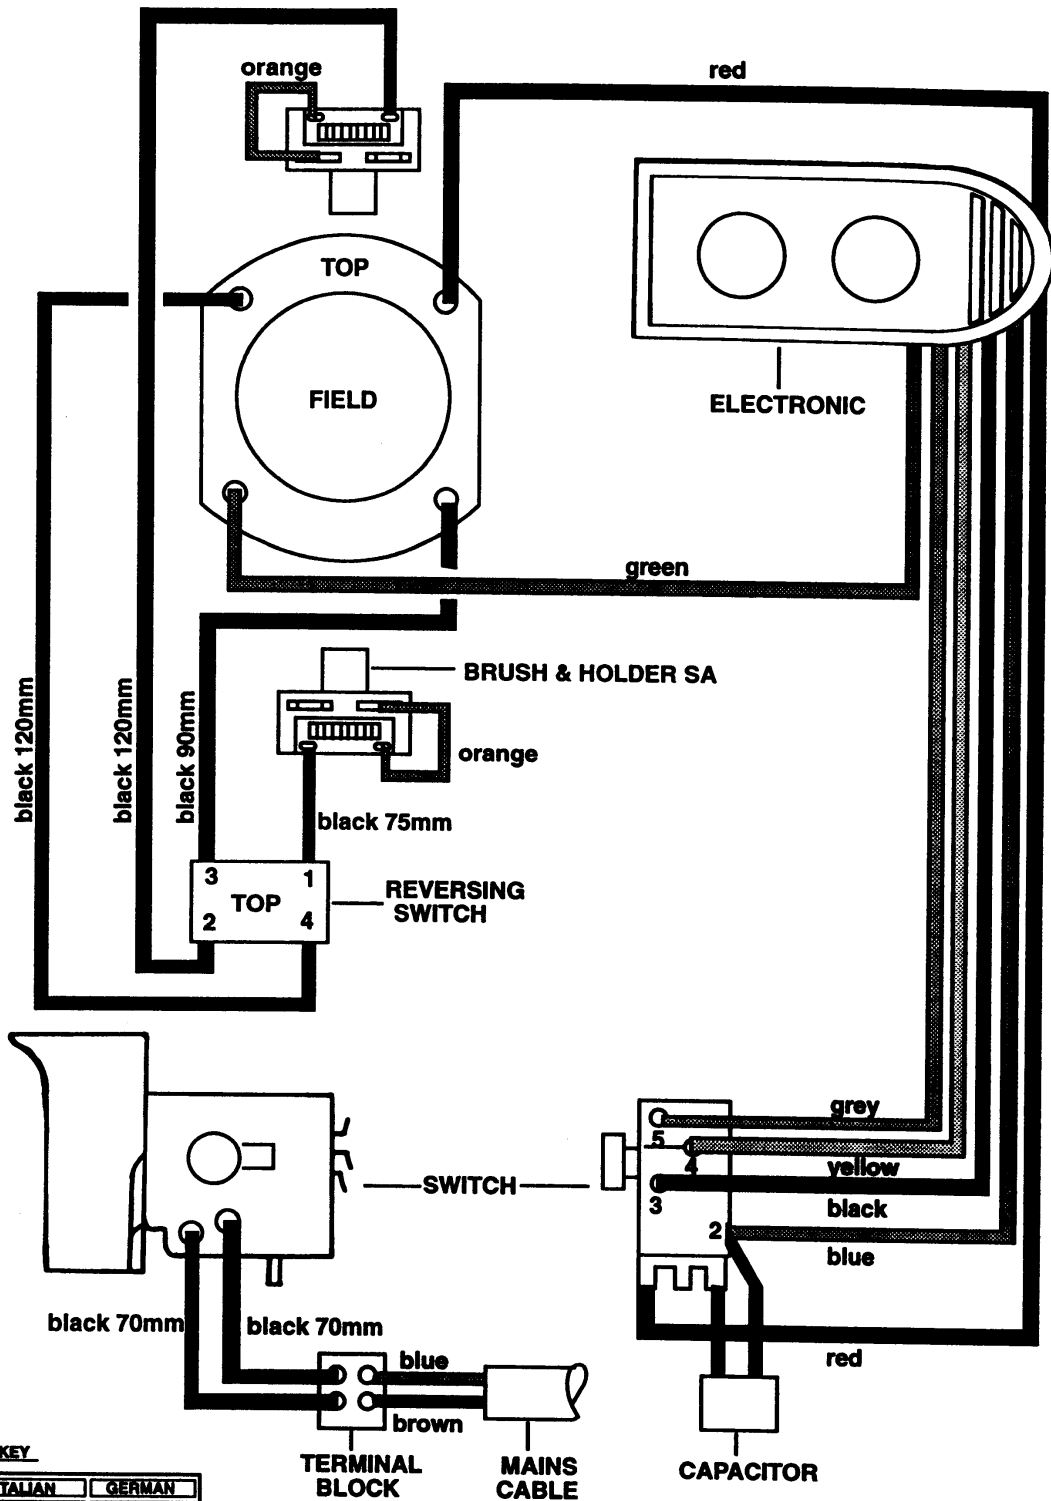 orange
red
TOP
FIELD
ELECTRONIC
green
BRUSH & HOLDER SA
orange
black 120mm
black 120mm
black 90mm
black 75mm
3
1
TOP
2
4
REVERSING
SWITCH
grey
5
4
yellow
3
black
SWITCH
2
blue
red
black 70mm
black 70mm
blue
brown
TERMINAL
BLOCK
MAINS
CABLE
CAPACITOR
KEY
GERMAN